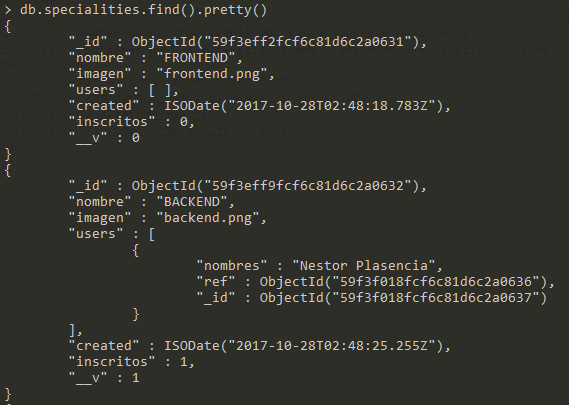 > db.specialities.find().pretty()
{
"_id" : ObjectId("59f3eff2fcf6c81d6c2a0631"),
"nombre" : "FRONTEND",
"imagen" : "frontend.png",
"users" : [ ],
"created" : ISODate("2017-10-28T02:48:18.783Z"),
"inscritos" : 0,
"__v" : 0
}
{
"_id" : ObjectId("59f3eff9fcf6c81d6c2a0632"),
"nombre" : "BACKEND",
"imagen" : "backend.png",
"users" : [
{
"nombres" : "Nestor Plasencia",
"ref" : ObjectId("59f3f018fcf6c81d6c2a0636"),
"_id" : ObjectId("59f3f018fcf6c81d6c2a0637")
}
],
"created" : ISODate("2017-10-28T02:48:25.255Z"),
"inscritos" : 1,
"__v" : 1
}